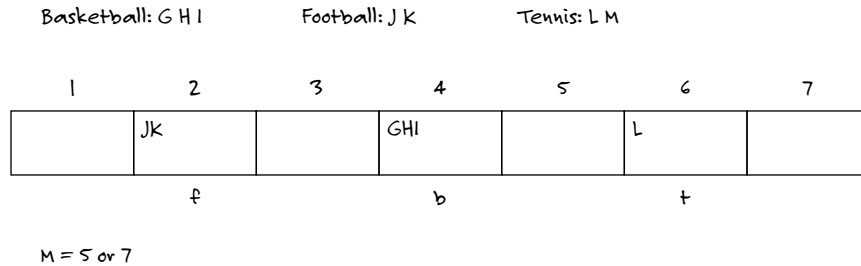 Basketball: G H I Football: J K Tennis: L M
1 2 3 4 5 6 7
JK GHI L
f b t
M = 5 or 7